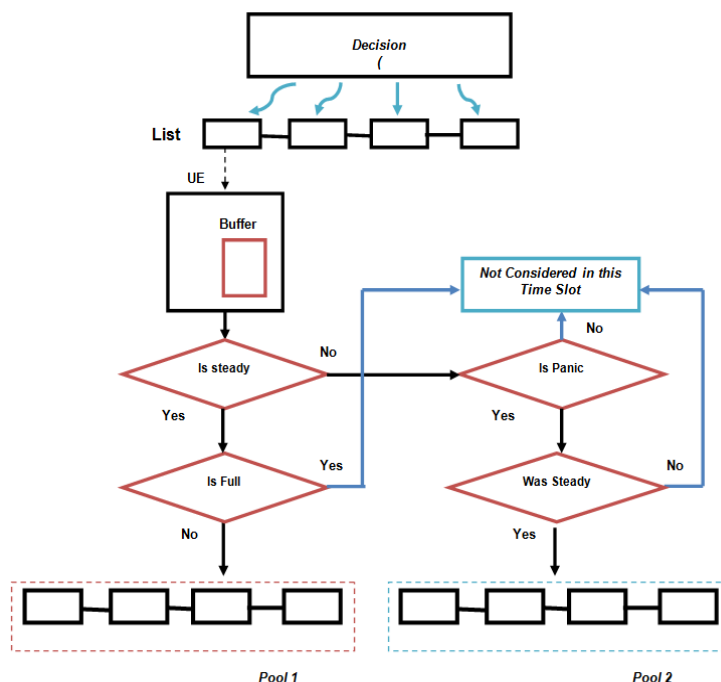 Decision
(
List
UE
Buffer
Not Considered in this
Time Slot
No
Is steady
No
Is Panic
Yes
Yes
Is Full
Yes
Was Steady
No
No
Yes
Pool 1
Pool 2